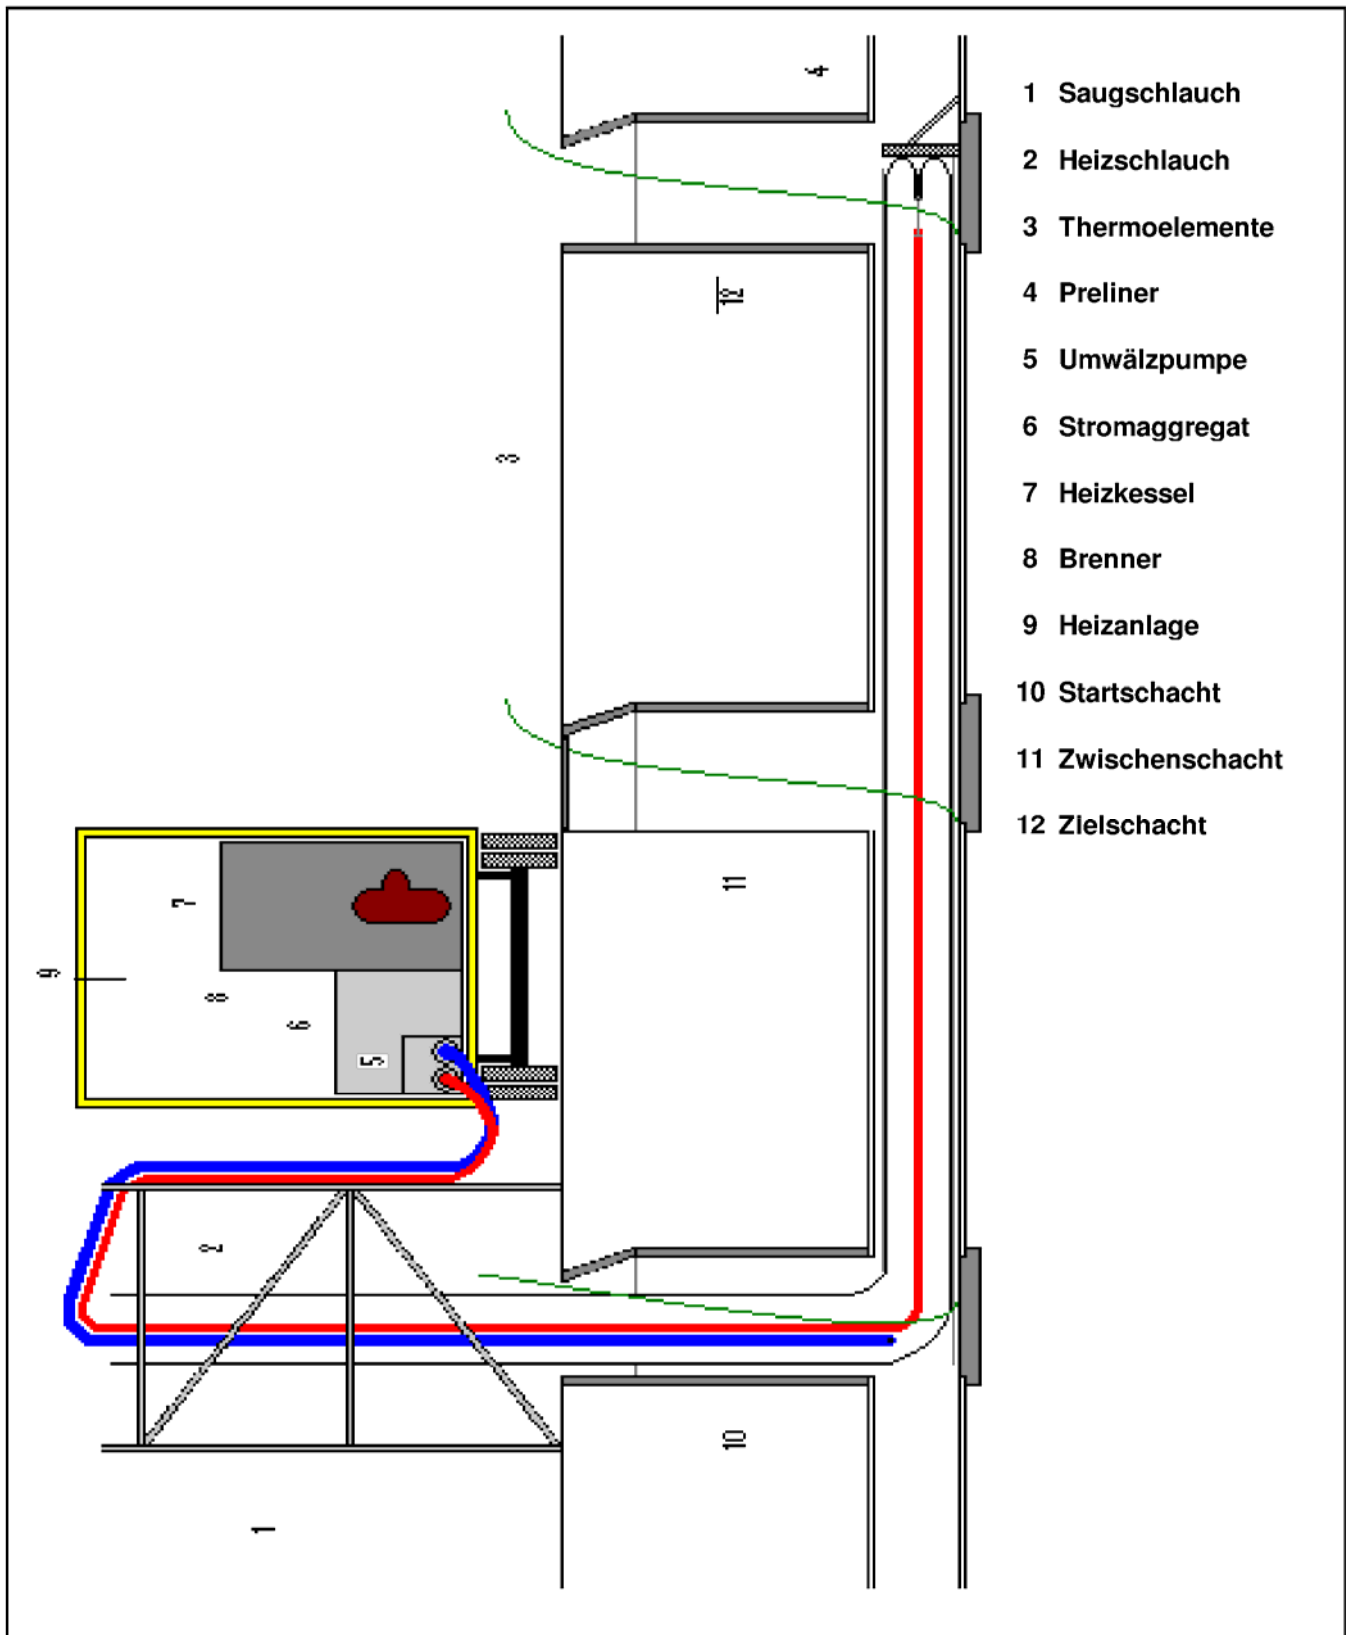 1 Saugschlauch
2 Heizschlauch
3 Thermoelemente
4 Preliner
5 Umwälzpumpe
6 Stromaggregat
7 Heizkessel
8 Brenner
9 Heizanlage
10 Startschacht
11 Zwischenschacht
12 Zielschacht
4
12
3
11
7
9
8
6
5
2
10
1